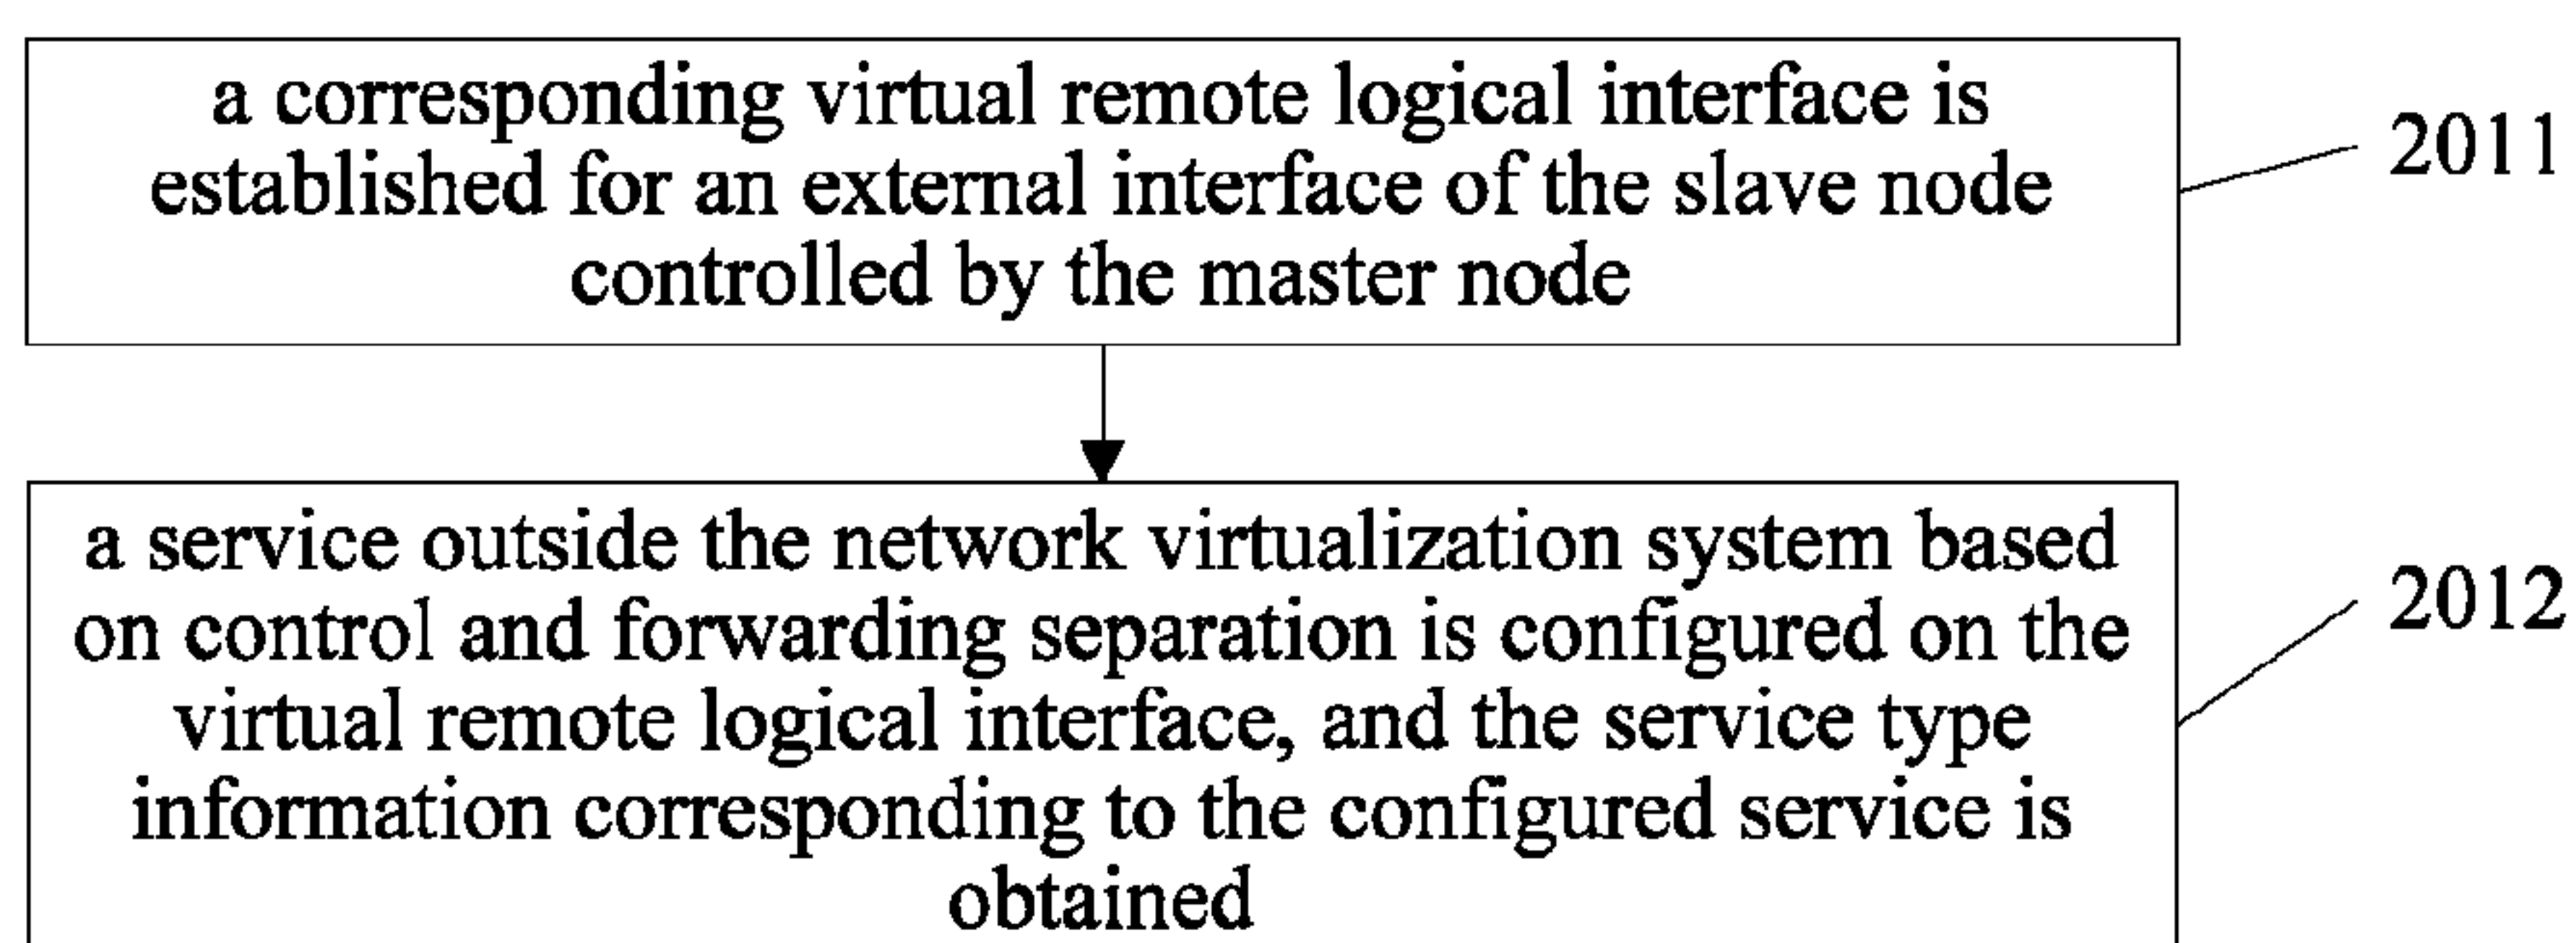 a corresponding virtual remote logical interface is
established for an external interface of the slave node
controlled by the master node
2011
a service outside the network virtualization system based
on control and forwarding separation is configured on the
virtual remote logical interface, and the service type
information corresponding to the configured service is
obtained
2012